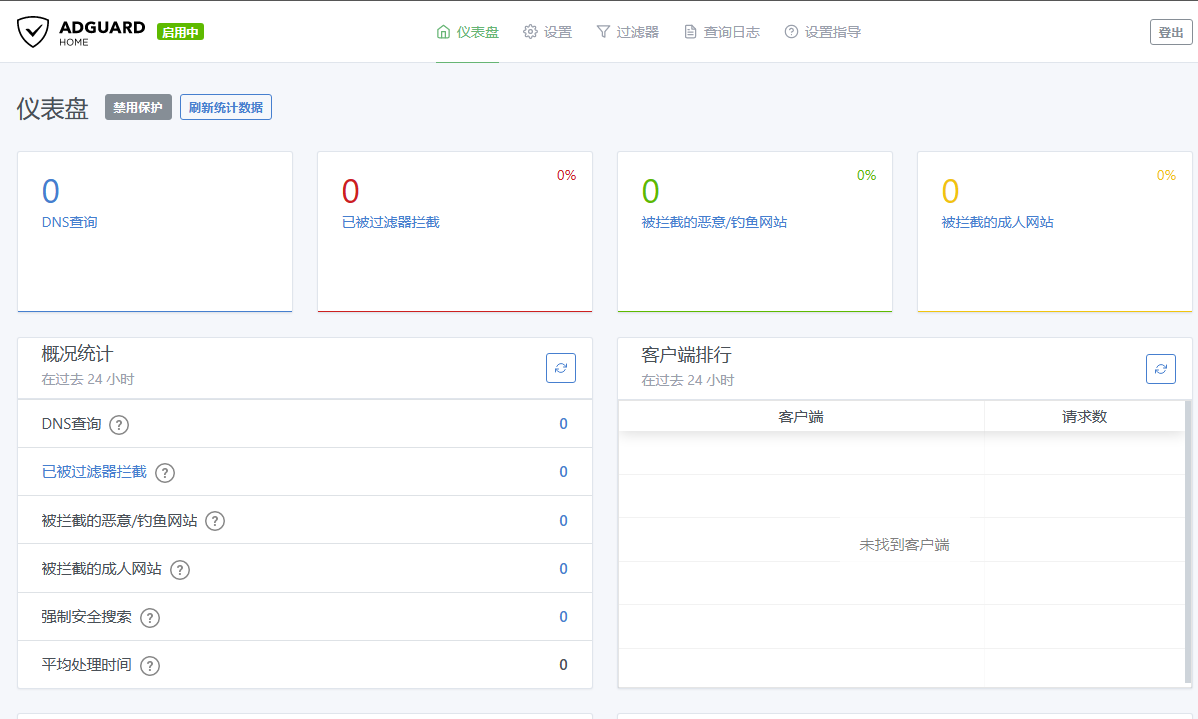 ADGUARD
HOME
启用中
仪表盘
设置
过滤器
查询日志
设置指导
登出
仪表盘
禁用保护
刷新统计数据
0
DNS查询
0%
0
已被过滤器拦截
0%
0
被拦截的恶意/钓鱼网站
0%
0
被拦截的成人网站
概况统计
在过去 24 小时
DNS查询 ? 0
已被过滤器拦截 ? 0
被拦截的恶意/钓鱼网站 ? 0
被拦截的成人网站 ? 0
强制安全搜索 ? 0
平均处理时间 ? 0
客户端排行
在过去 24 小时
客户端 请求数
未找到客户端